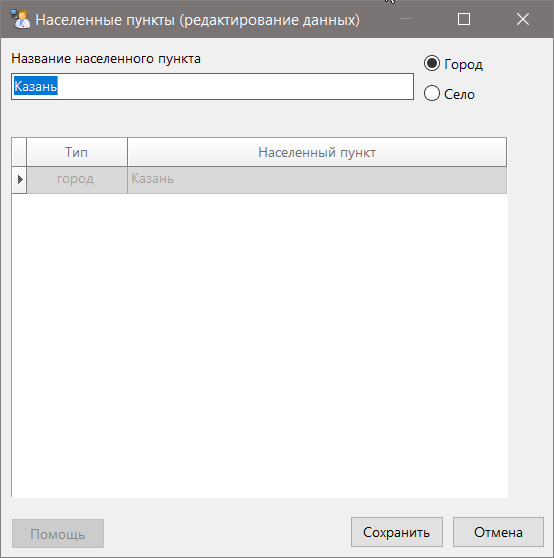 Населенные пункты (редактирование данных)
Название населенного пункта
Город
Казань
Село
Тип Населенный пункт
город Казань
Помощь Сохранить Отмена